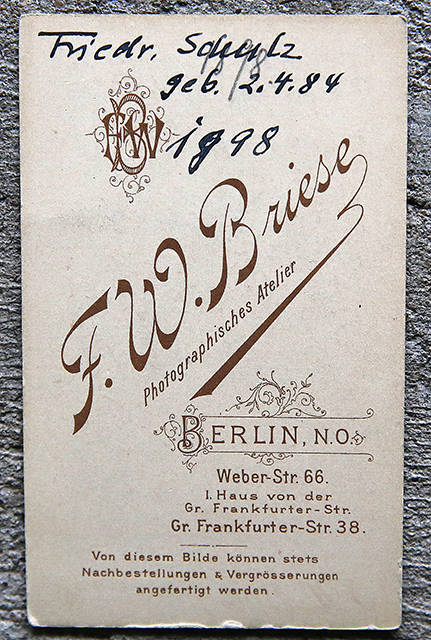 Friedr. Schulz
geb. 2.4.84
1898
F. W. Briese
Photographisches Atelier
BERLIN, N.O.
Weber-Str. 66.
I. Haus von der
Gr. Frankfurter-Str.
Gr. Frankfurter-Str. 38.
Von diesem Bilde können stets
Nachbestellungen & Vergrösserungen
angefertigt werden.